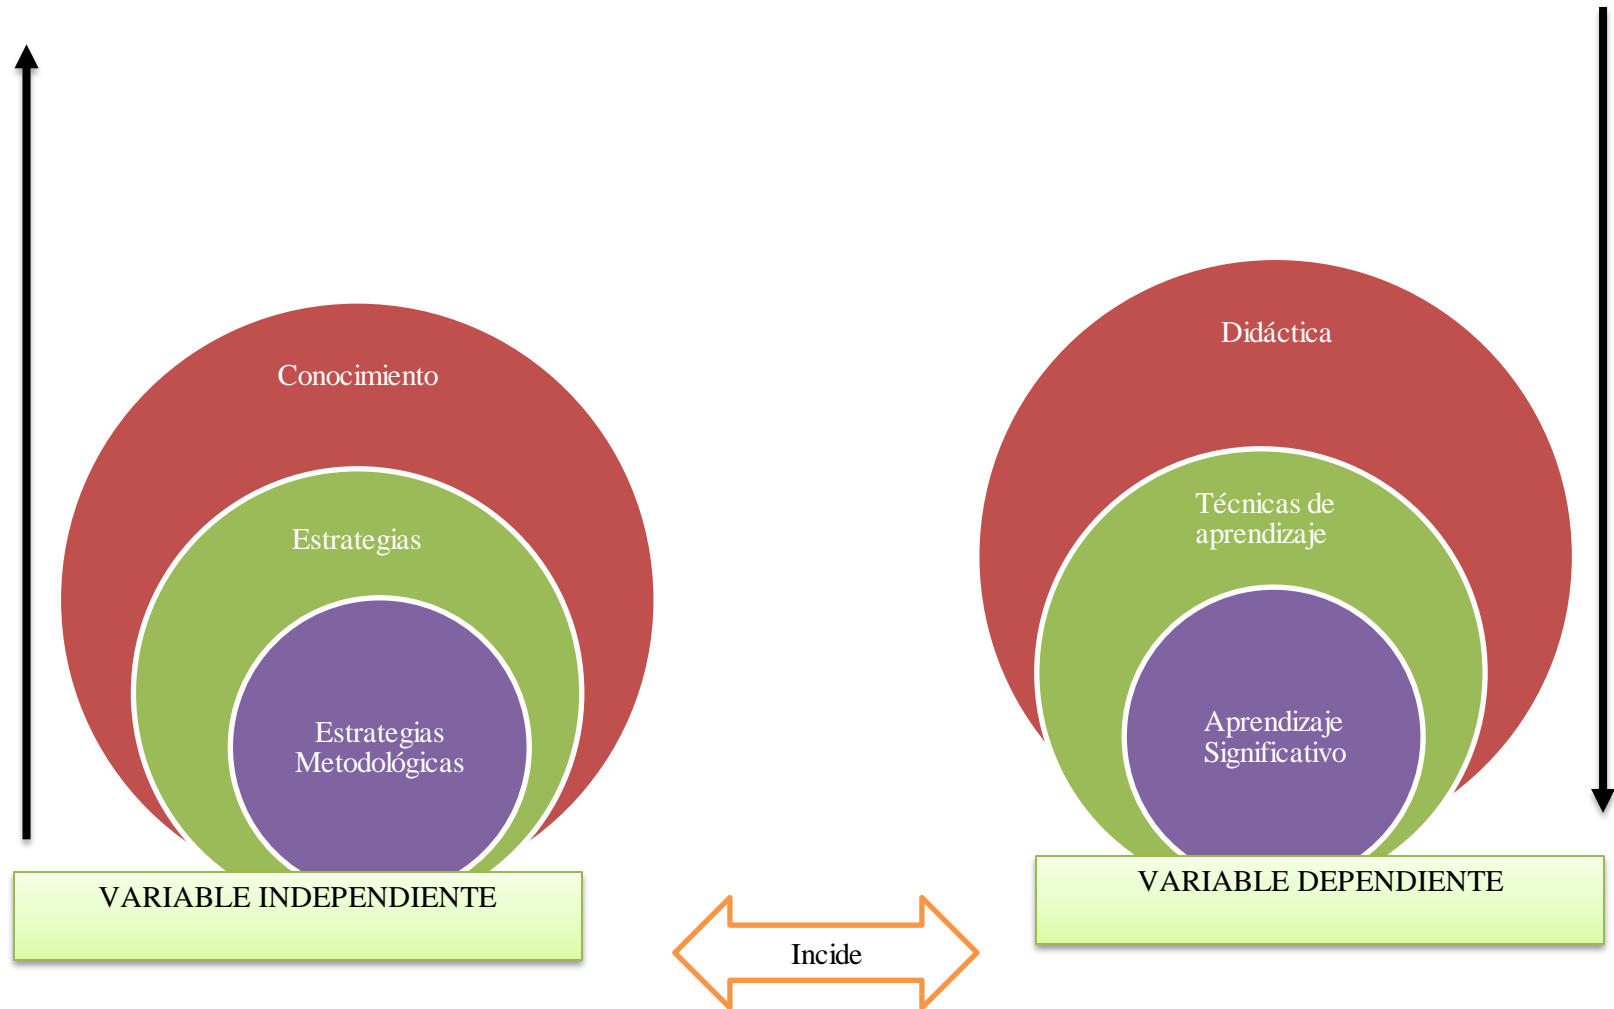 Conocimiento
Estrategias
Estrategias
Metodológicas
VARIABLE INDEPENDIENTE
Incide
Didáctica
Técnicas de
aprendizaje
Aprendizaje
Significativo
VARIABLE DEPENDIENTE